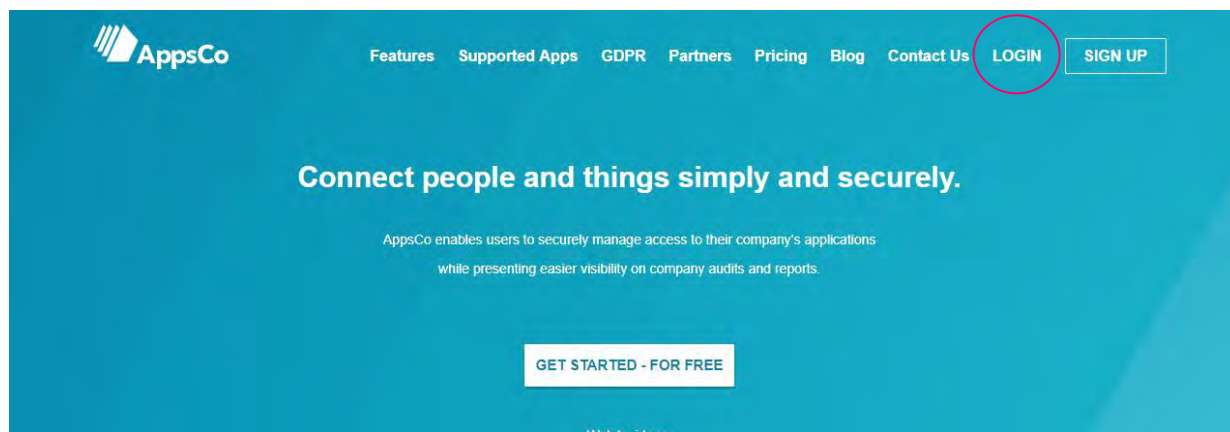 AppsCo
Features Supported Apps GDPR Partners Pricing Blog Contact Us LOGIN SIGN UP
Connect people and things simply and securely.
AppsCo enables users to securely manage access to their company's applications
while presenting easier visibility on company audits and reports.
GET STARTED - FOR FREE